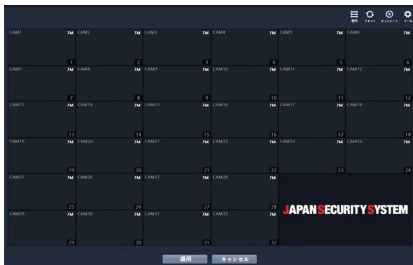 CAM1 7M CAM2 7M CAM3 7M CAM4 7M CAM5 7M CAM6 7M
1 2 3 4 5 6
CAM7 7M CAM8 7M CAM9 7M CAM10 7M CAM11 7M CAM12 7M
7 8 9 10 11 12
CAM13 7M CAM14 7M CAM15 7M CAM16 7M CAM17 7M CAM18 7M
13 14 15 16 17 18
CAM19 7M CAM20 7M CAM21 7M CAM22 7M CAM23 7M CAM24 7M
19 20 21 22 23 24
CAM25 7M CAM26 7M CAM27 7M CAM28 7M
25 26 27 28
JAPAN SECURITY SYSTEM
CAM29 7M CAM30 7M CAM31 7M CAM32 7M
29 30 31 32
適用 キャンセル